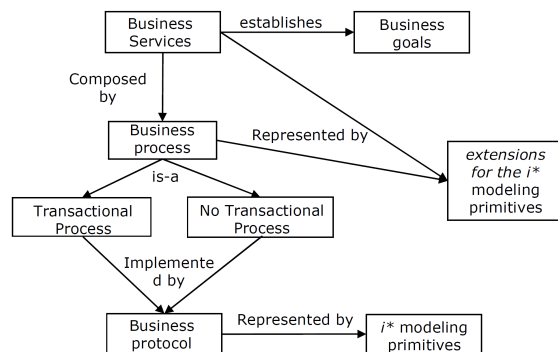 Business
Services
establishes
Business
goals
Composed
by
Business
process
Represented by
extensions
for the i*
modeling
primitives
is-a
Transactional
Process
No Transactional
Process
Implemente
d by
Business
protocol
Represented by
i* modeling
primitives